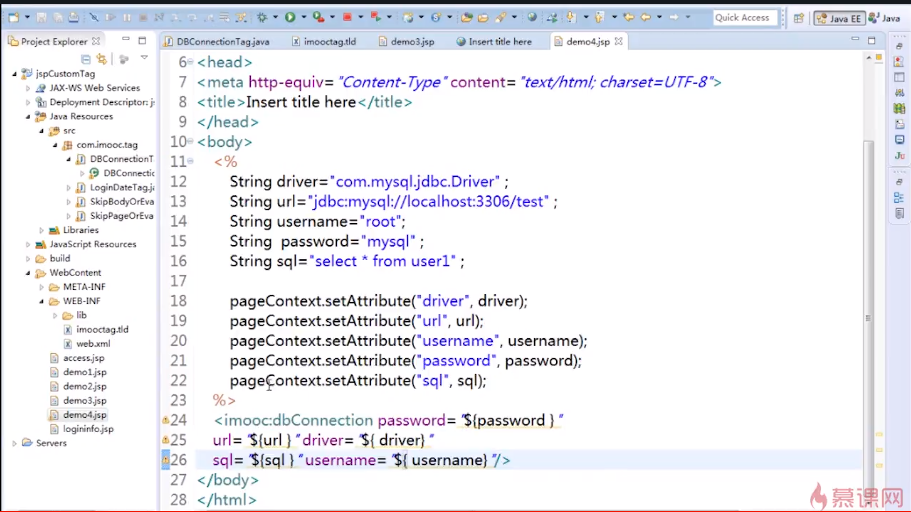 Quick Access
Java EE
Java
Project Explorer
DBConnectionTag.java
imooctag.tld
demo3.jsp
Insert title here
demo4.jsp
jspCustomTag
JAX-WS Web Services
Deployment Descriptor: jsp
Java Resources
src
com.imooc.tag
DBConnectionT
DBConnectio
LoginDateTag.j
SkipBodyOrEva
SkipPageOrEva
Libraries
JavaScript Resources
build
WebContent
META-INF
WEB-INF
lib
imooctag.tld
web.xml
access.jsp
demo1.jsp
demo2.jsp
demo3.jsp
demo4.jsp
logininfo.jsp
Servers
6 <head>
7 <meta http-equiv="Content-Type" content="text/html; charset=UTF-8">
8 <title>Insert title here</title>
9 </head>
10 <body>
11 <%
12 String driver="com.mysql.jdbc.Driver" ;
13 String url="jdbc:mysql://localhost:3306/test" ;
14 String username="root";
15 String password="mysql" ;
16 String sql="select * from user1" ;
17
18 pageContext.setAttribute("driver", driver);
19 pageContext.setAttribute("url", url);
20 pageContext.setAttribute("username", username);
21 pageContext.setAttribute("password", password);
22 pageContext.setAttribute("sql", sql);
23 %>
24 <imooc:dbConnection password="${password }"
25 url="${url }" driver="${ driver}"
26 sql="${sql }" username="${ username}"/>
27 </body>
28 </html>
慕课网